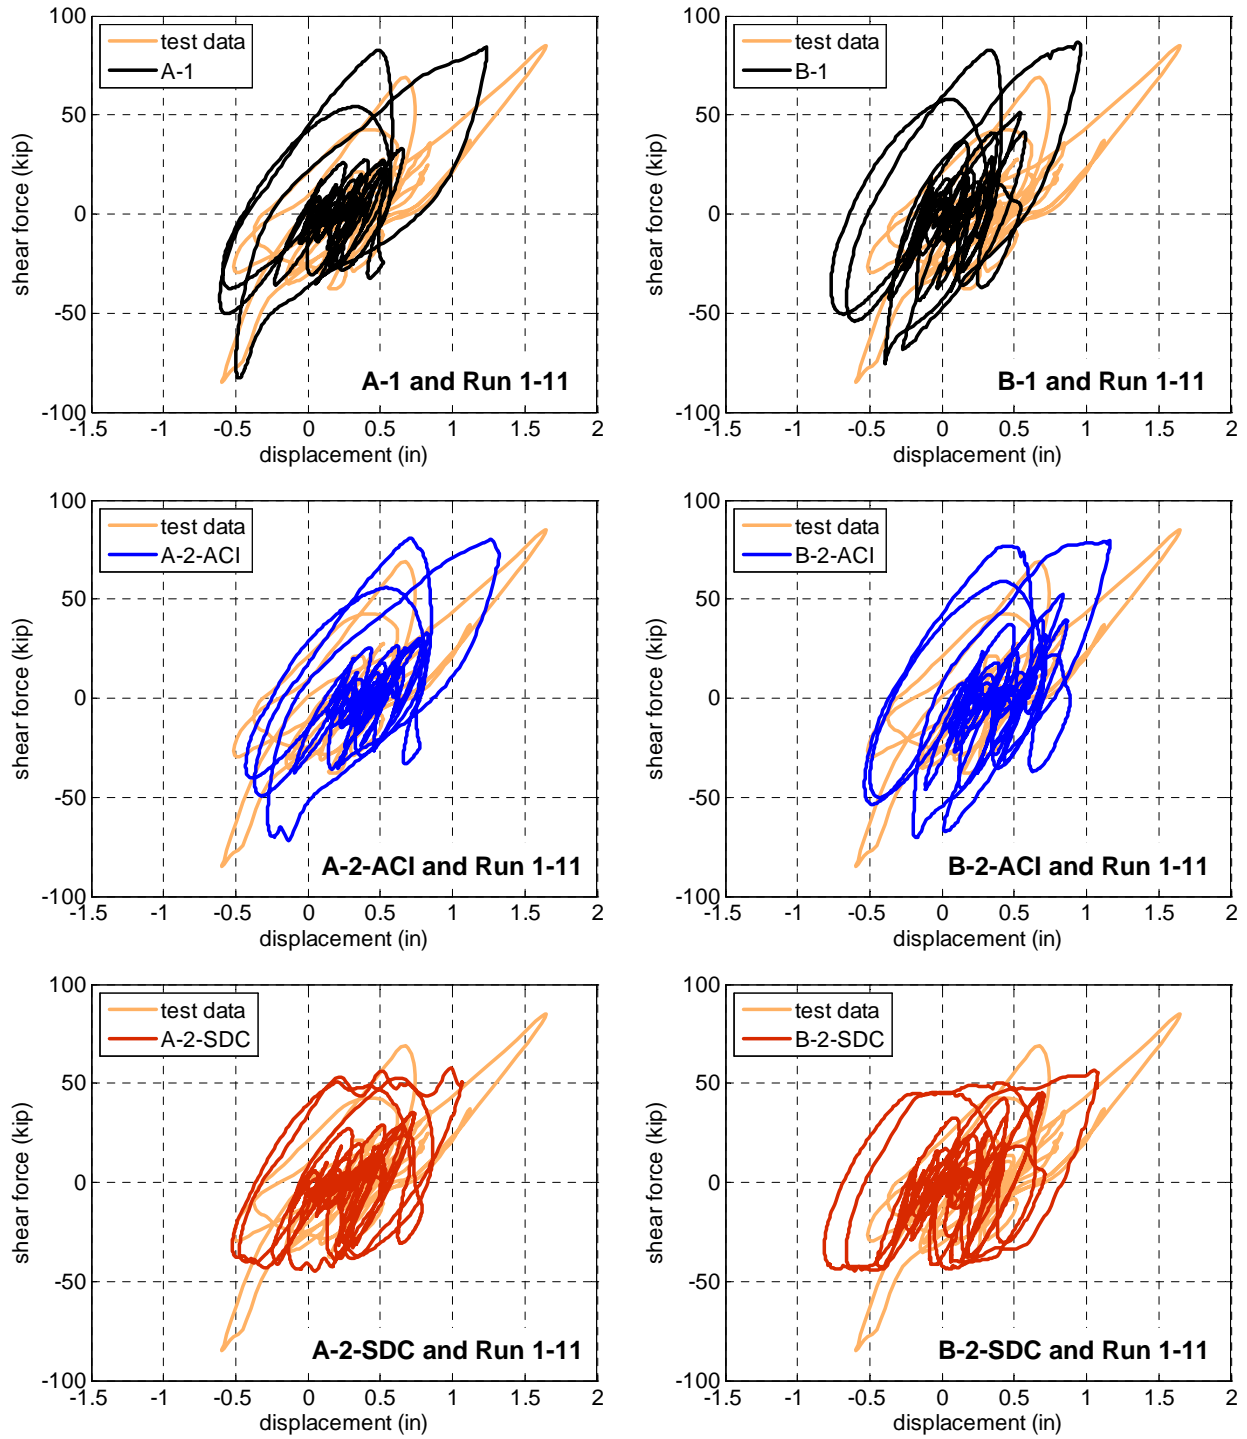 100
50
0
-50
-100
shear force (kip)
test data
A-1
A-1 and Run 1-11
-1.5 -1 -0.5 0 0.5 1 1.5 2
displacement (in)
100
50
0
-50
-100
shear force (kip)
test data
B-1
B-1 and Run 1-11
-1.5 -1 -0.5 0 0.5 1 1.5 2
displacement (in)
100
50
0
-50
-100
shear force (kip)
test data
A-2-ACI
A-2-ACI and Run 1-11
-1.5 -1 -0.5 0 0.5 1 1.5 2
displacement (in)
100
50
0
-50
-100
shear force (kip)
test data
B-2-ACI
B-2-ACI and Run 1-11
-1.5 -1 -0.5 0 0.5 1 1.5 2
displacement (in)
100
50
0
-50
-100
shear force (kip)
test data
A-2-SDC
A-2-SDC and Run 1-11
-1.5 -1 -0.5 0 0.5 1 1.5 2
displacement (in)
100
50
0
-50
-100
shear force (kip)
test data
B-2-SDC
B-2-SDC and Run 1-11
-1.5 -1 -0.5 0 0.5 1 1.5 2
displacement (in)